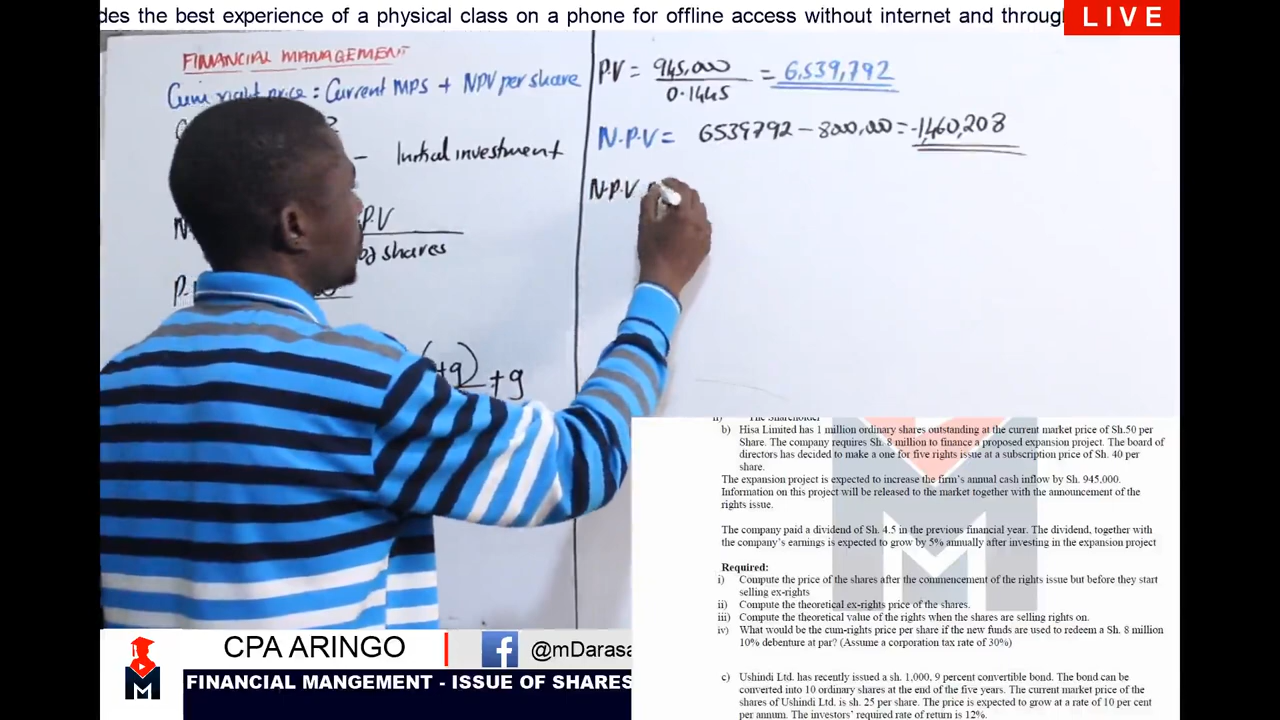 des the best experience of a physical class on a phone for offline access without internet and throug
LIVE
FINANCIAL MANAGEMENT
Cum right price = Current MPS + NPV per share
- Initial investment
P.V
shares
+g) + g
P.V = 945,000 = 6,539,792
0.1445
N.P.V = 6539792 - 800,000 = -1,460,208
N.P.V
The Shareholder
b) Hisa Limited has 1 million ordinary shares outstanding at the current market price of Sh.50 per
Share. The company requires Sh. 8 million to finance a proposed expansion project. The board of
directors has decided to make a one for five rights issue at a subscription price of Sh. 40 per
share.
The expansion project is expected to increase the firm's annual cash inflow by Sh. 945,000.
Information on this project will be released to the market together with the announcement of the
rights issue.
The company paid a dividend of Sh. 4.5 in the previous financial year. The dividend, together with
the company's earnings is expected to grow by 5% annually after investing in the expansion project
Required:
i) Compute the price of the shares after the commencement of the rights issue but before they start
selling ex-rights
ii) Compute the theoretical ex-rights price of the shares.
iii) Compute the theoretical value of the rights when the shares are selling rights on.
iv) What would be the cum-rights price per share if the new funds are used to redeem a Sh. 8 million
10% debenture at par? (Assume a corporation tax rate of 30%)
c) Ushindi Ltd. has recently issued a sh. 1,000, 9 percent convertible bond. The bond can be
converted into 10 ordinary shares at the end of the five years. The current market price of the
shares of Ushindi Ltd. is sh. 25 per share. The price is expected to grow at a rate of 10 per cent
per annum. The investors' required rate of return is 12%.
CPA ARINGO
f @mDarasa
M
FINANCIAL MANGEMENT - ISSUE OF SHARES